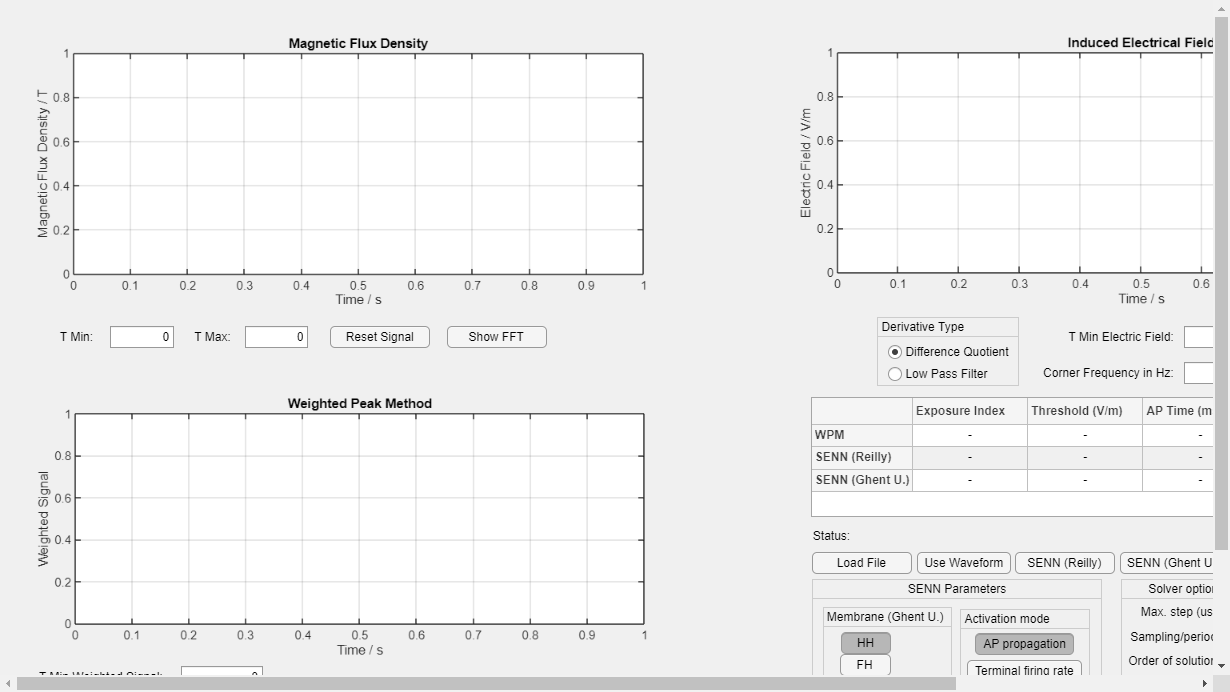 Magnetic Flux Density
Magnetic Flux Density / T
1
0.8
0.6
0.4
0.2
0
0 0.1 0.2 0.3 0.4 0.5 0.6 0.7 0.8 0.9 1
Time / s
T Min: 0 T Max: 0 Reset Signal Show FFT
Weighted Peak Method
Weighted Signal
1
0.8
0.6
0.4
0.2
0
0 0.1 0.2 0.3 0.4 0.5 0.6 0.7 0.8 0.9 1
Time / s
T Min Weighted Signal: 0
Induced Electrical Field
Electric Field / V/m
1
0.8
0.6
0.4
0.2
0
0 0.1 0.2 0.3 0.4 0.5 0.6
Time / s
Derivative Type
Difference Quotient
Low Pass Filter
T Min Electric Field:
Corner Frequency in Hz:
Exposure Index Threshold (V/m) AP Time (m
WPM - - -
SENN (Reilly) - - -
SENN (Ghent U.) - - -
Status:
Load File Use Waveform SENN (Reilly) SENN (Ghent U
SENN Parameters
Membrane (Ghent U.)
HH
FH
Activation mode
AP propagation
Terminal firing rate
Solver optio
Max. step (us
Sampling/perioc
Order of solution